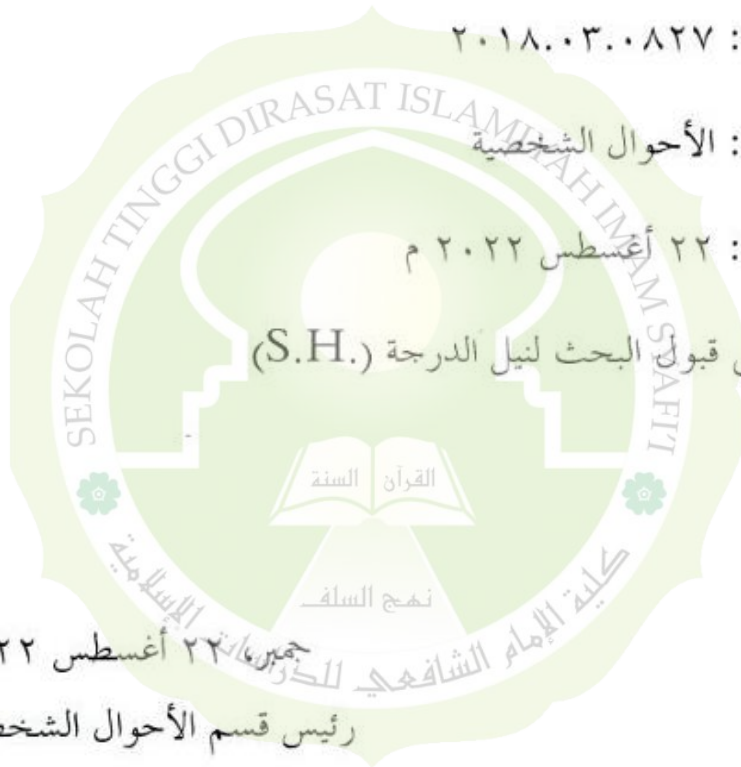 : ٢٠١٨.٠٣.٠٨٢٧
: الأحوال الشخصية
: ٢٢ أغسطس ٢٠٢٢ م
قبول البحث لنيل الدرجة (S.H.)
جمبر، ٢٢ أغسطس
رئيس قسم الأحوال
SEKOLAH TINGGI DIRASAT ISLAMIYAH IMAM SYAFI'I
القرآن السنة
نهج السلف
كلية الإمام الشافعي للدراسات الإسلامية